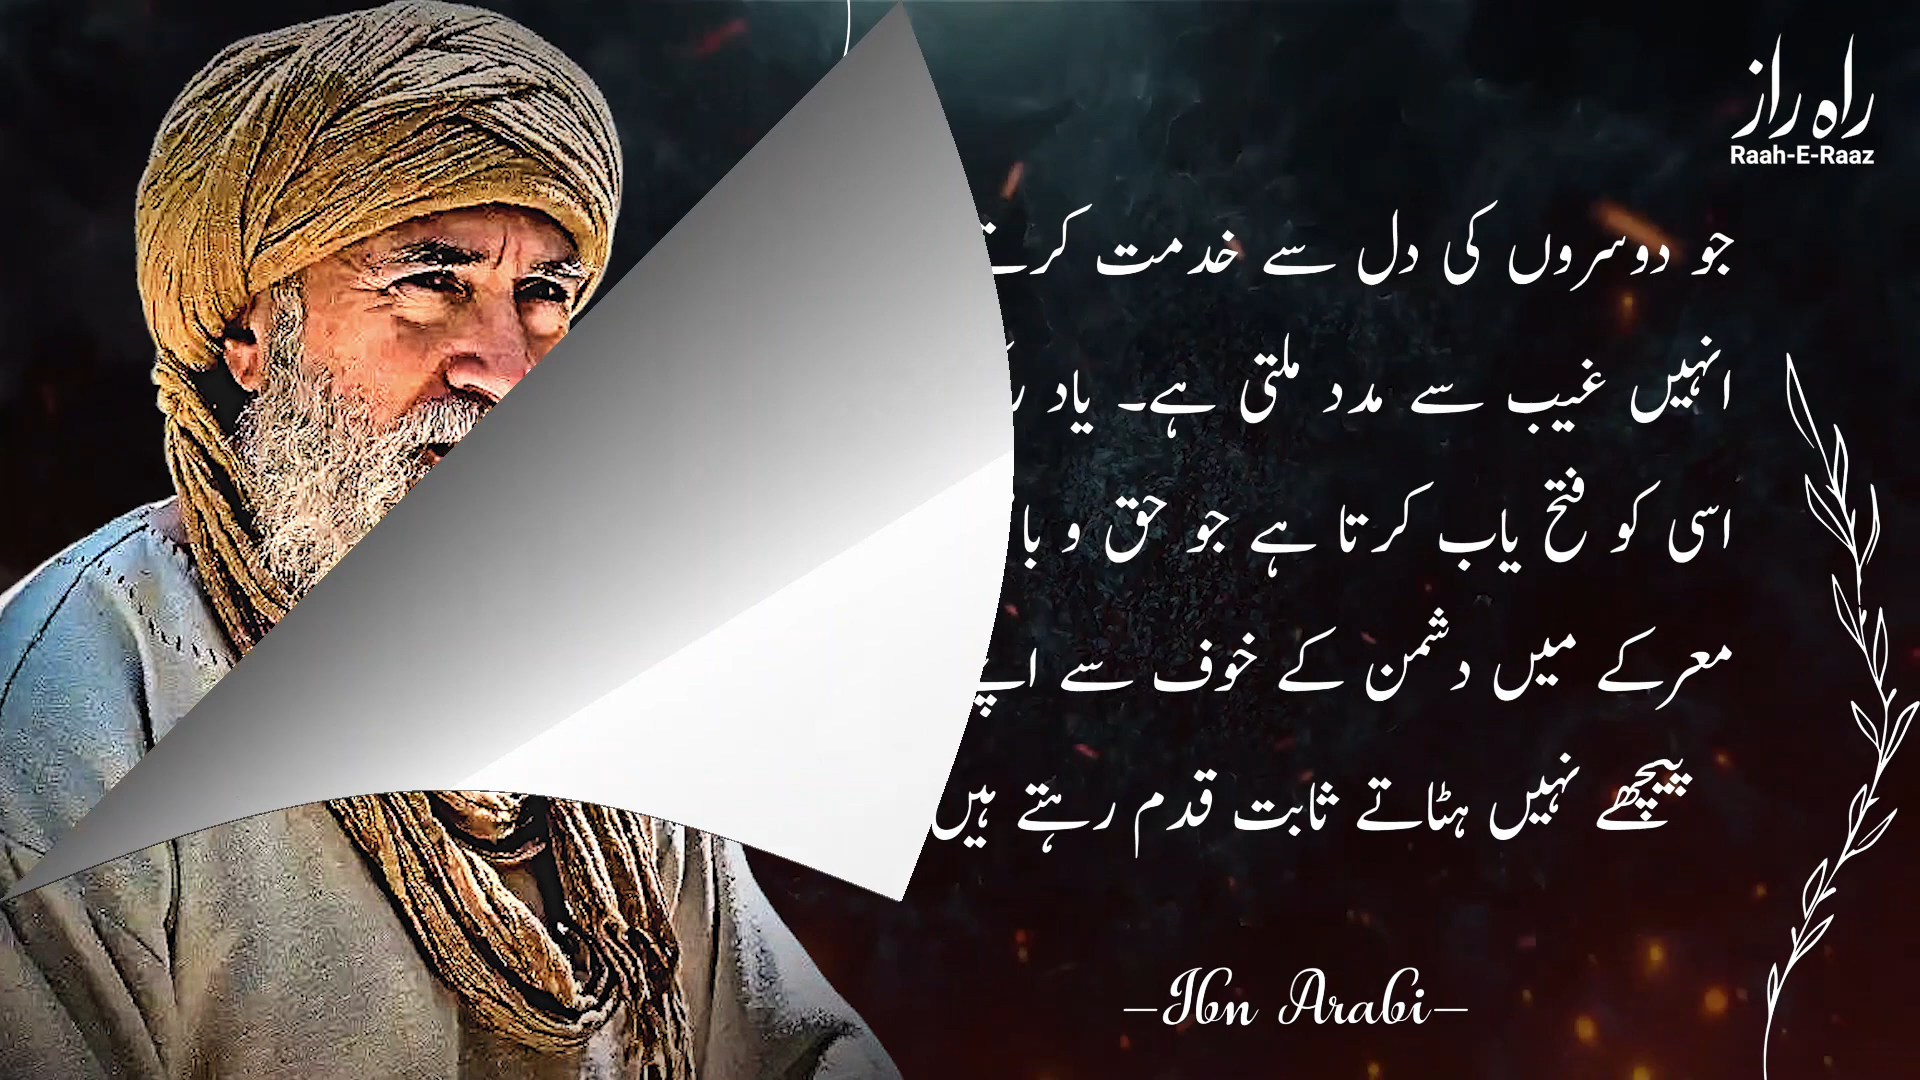 راہ راز
Raah-E-Raaz
جو دوسروں کی دل سے خدمت کرتے
انہیں غیب سے مدد ملتی ہے۔ یاد
اسی کو فتح یاب کرتا ہے جو حق و
معرکے میں دشمن کے خوف سے
پیچھے نہیں ہٹاتے ثابت قدم رہتے ہیں
–Ibn Arabi–